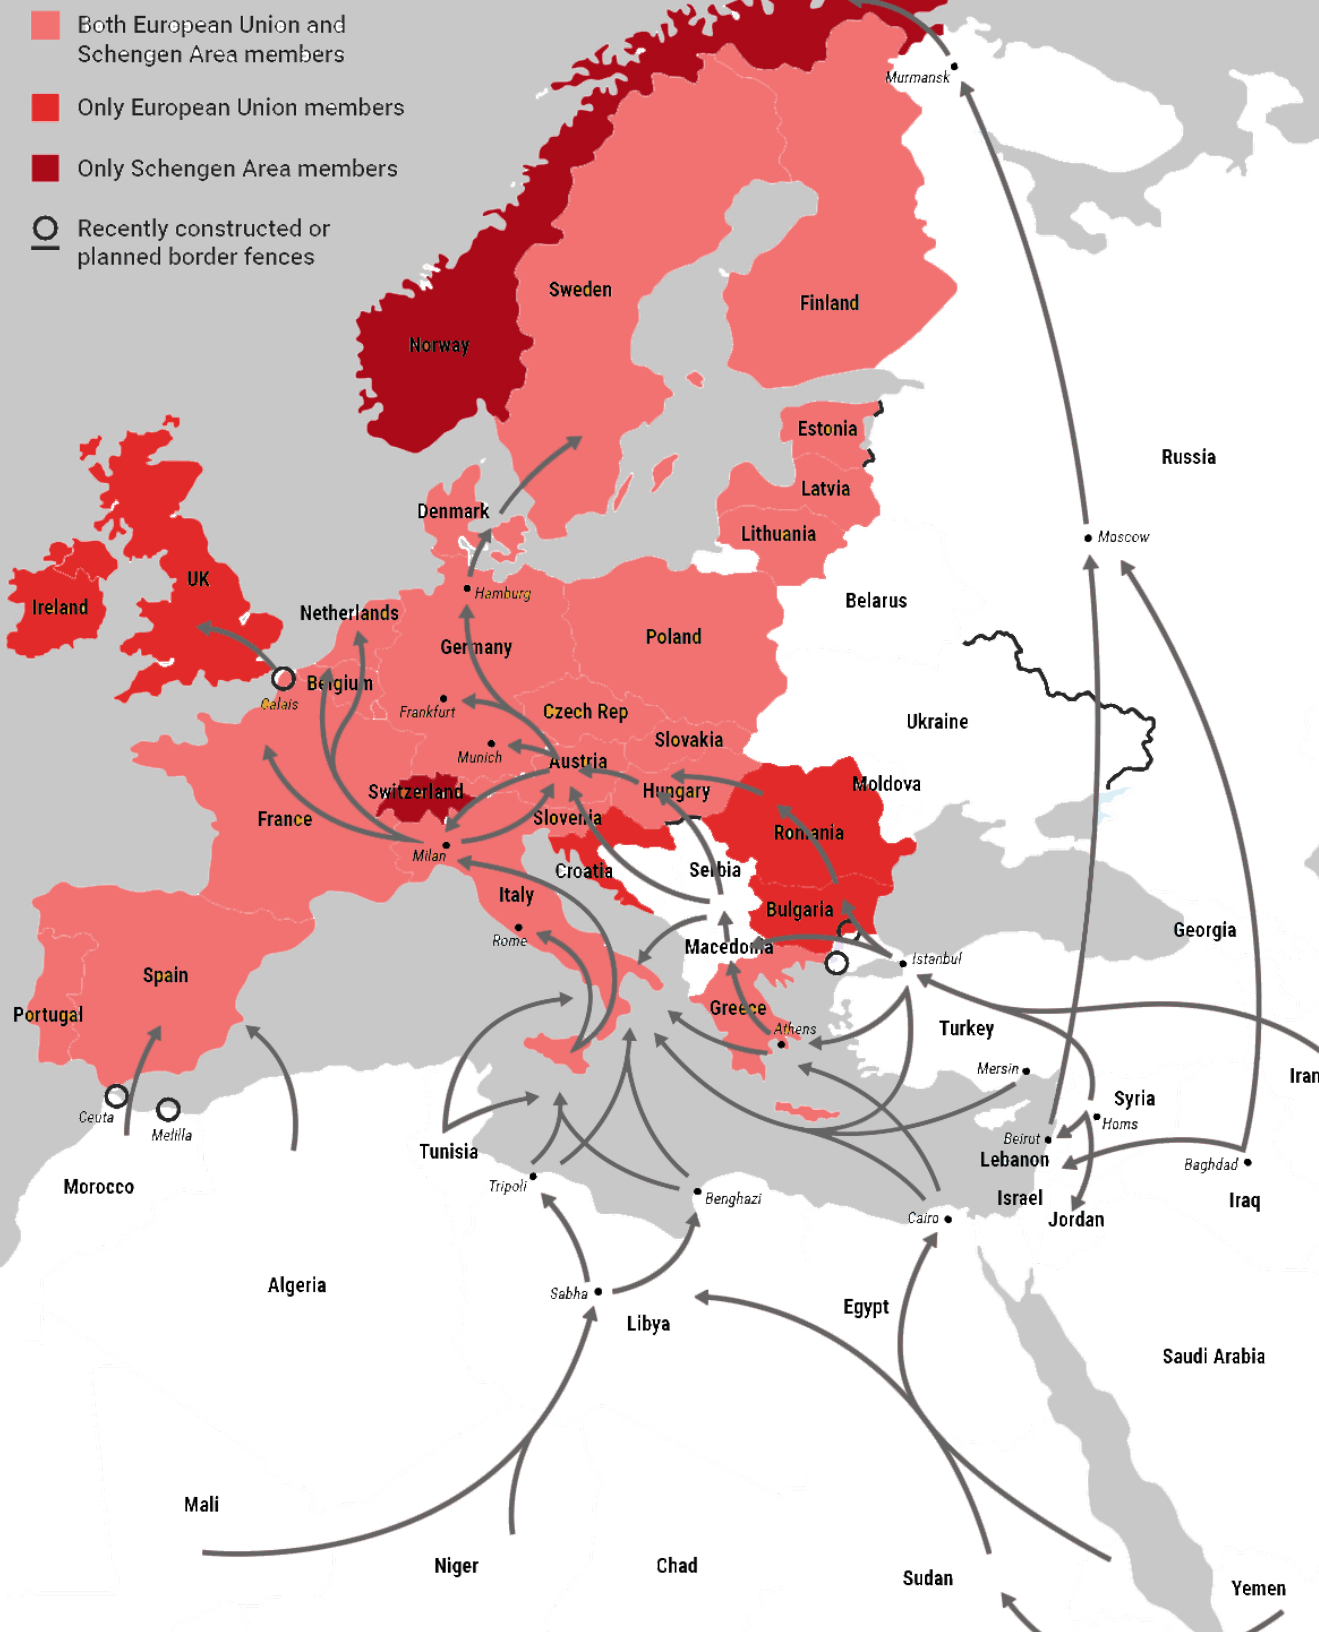 Both European Union and
Schengen Area members
Only European Union members
Only Schengen Area members
Recently constructed or
planned border fences
Murmansk
Sweden
Finland
Norway
Estonia
Russia
Latvia
Denmark
Lithuania
Moscow
UK
Hamburg
Belarus
Ireland
Netherlands
Poland
Germany
Belgium
Calais
Frankfurt
Czech Rep
Ukraine
Slovakia
Munich
Austria
Moldova
Switzerland
Hungary
France
Slovenia
Romania
Milan
Croatia
Serbia
Italy
Bulgaria
Georgia
Rome
Macedonia
Istanbul
Spain
Greece
Portugal
Athens
Turkey
Mersin
Iran
Syria
Ceuta
Homs
Melilla
Beirut
Tunisia
Lebanon
Baghdad
Morocco
Tripoli
Benghazi
Israel
Iraq
Cairo
Jordan
Algeria
Sabha
Egypt
Libya
Saudi Arabia
Mali
Niger
Chad
Sudan
Yemen